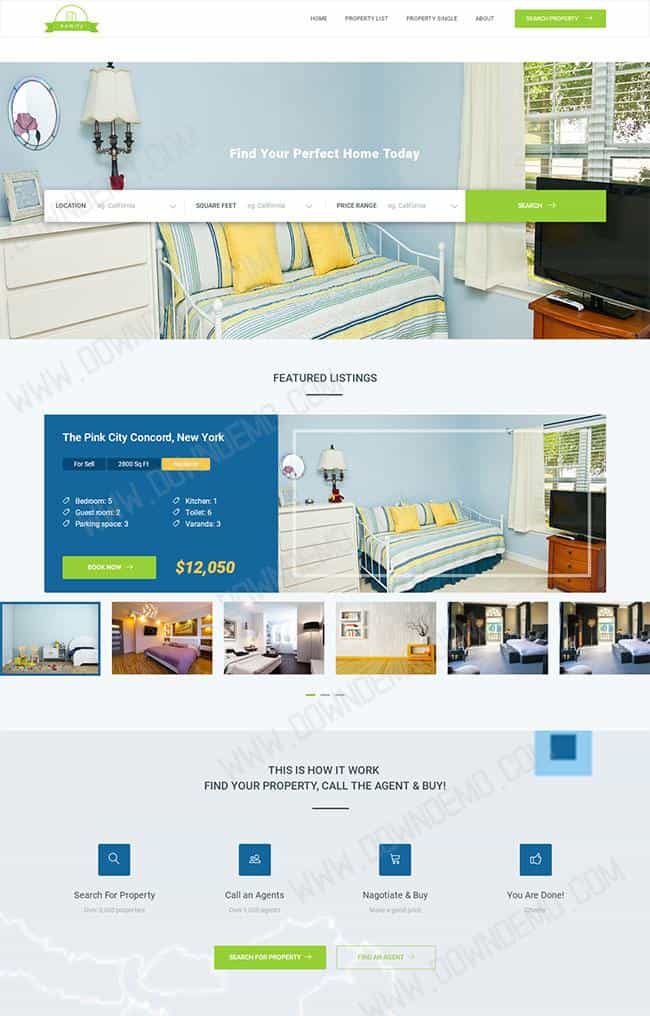 HOME PROPERTY LIST PROPERTY SINGLE ABOUT SEARCH PROPERTY
Find Your Perfect Home Today
LOCATION eg. California SQUARE FEET eg. California PRICE RANGE eg. California SEARCH
FEATURED LISTINGS
The Pink City Concord, New York
For Sell 2800 Sq Ft
Bedroom: 5 Kitchen: 1
Guest room: 2 Toilet: 6
Parking space: 3 Varanda: 3
BOOK NOW $12,050
THIS IS HOW IT WORK
FIND YOUR PROPERTY, CALL THE AGENT & BUY!
Search For Property Call an Agents Nagotiate & Buy You Are Done!
Over 3,000 properties Over 1,000 agents Make a good price
SEARCH FOR PROPERTY FIND AN AGENT
WWW.DOWNDEMO.COM